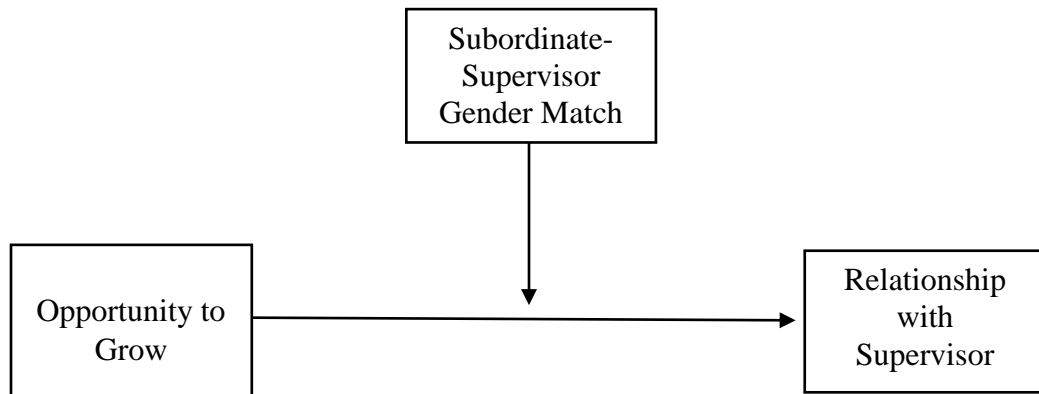 Subordinate-
Supervisor
Gender Match
Opportunity to
Grow
Relationship
with
Supervisor